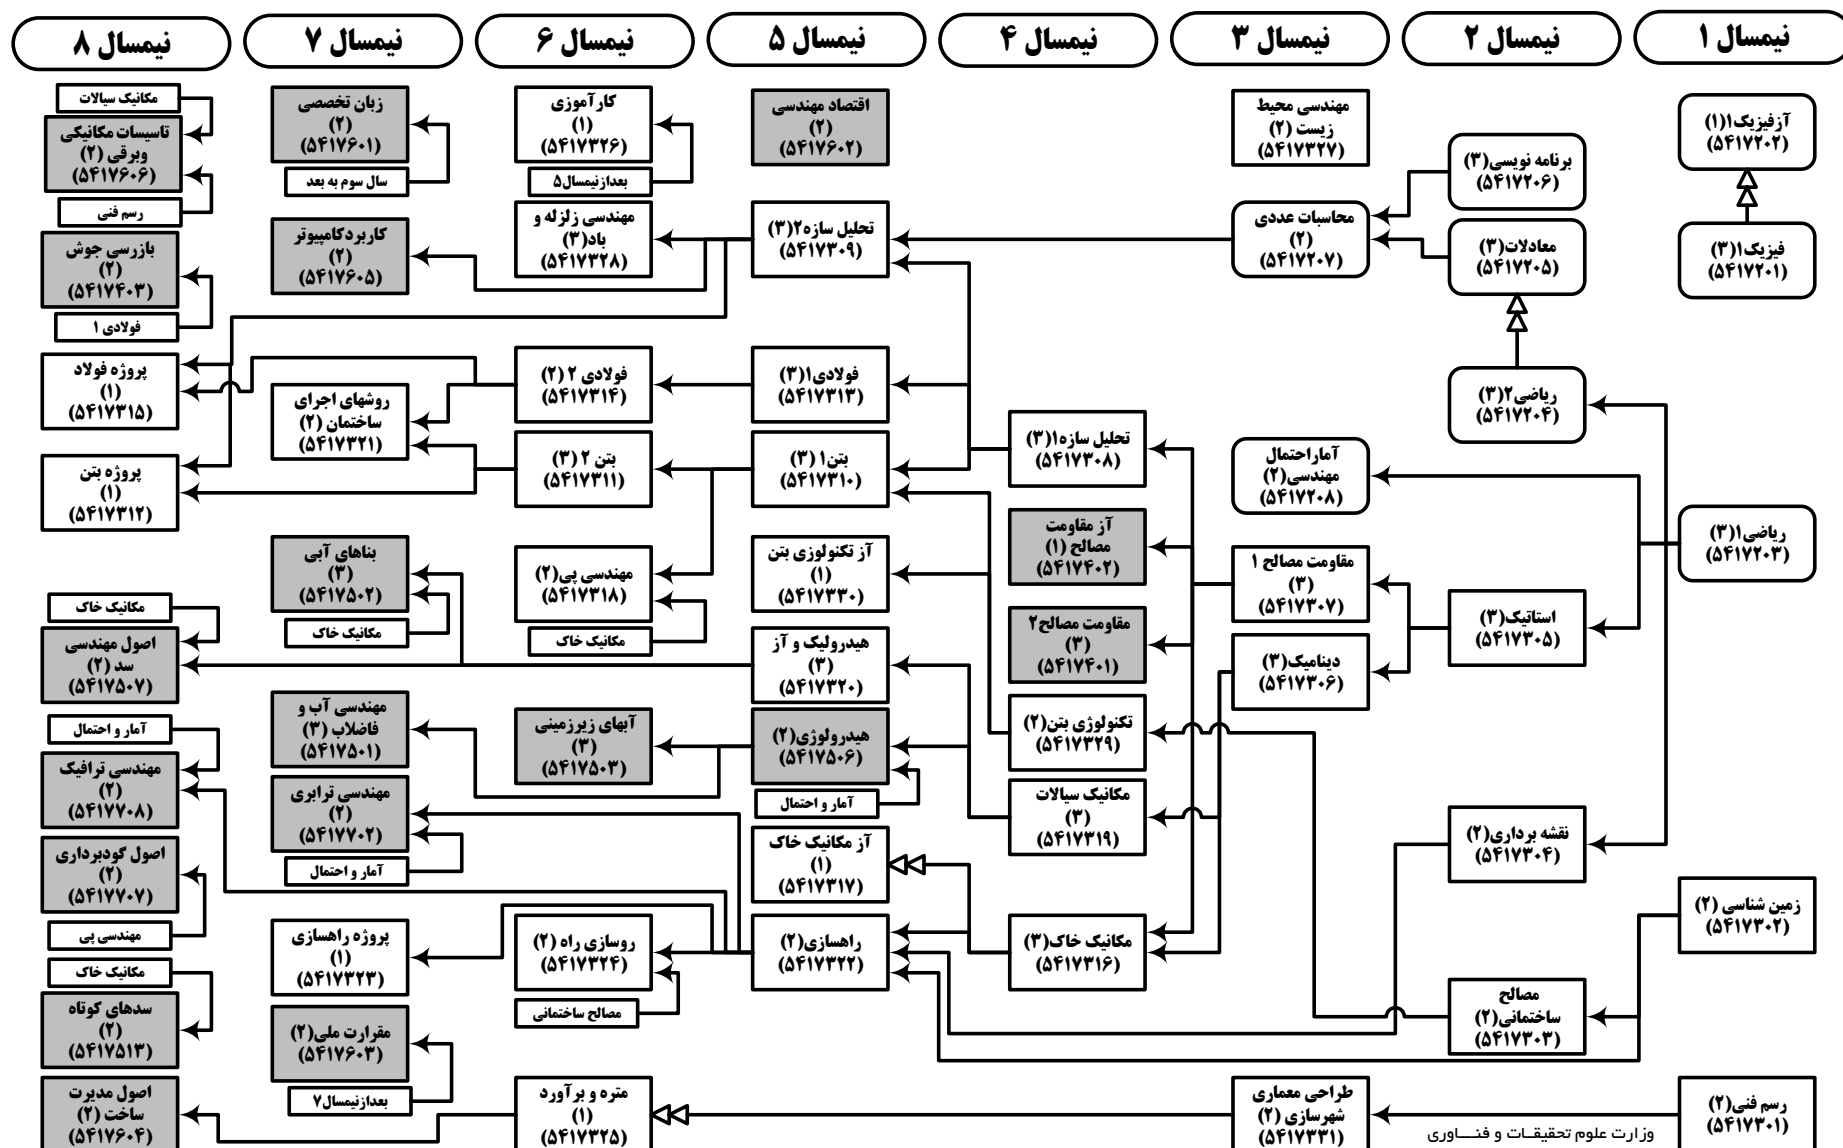 نیمسال ۱
نیمسال ۲
نیمسال ۳
نیمسال ۴
نیمسال ۵
نیمسال ۶
نیمسال ۷
نیمسال ۸
آزفیزیک۱(۱)
(۵۴۱۷۲۰۲)
فیزیک۱(۳)
(۵۴۱۷۲۰۱)
ریاضی۱(۳)
(۵۴۱۷۲۰۳)
زمین شناسی (۲)
(۵۴۱۷۳۰۲)
رسم فنی(۲)
(۵۴۱۷۳۰۱)
برنامه نویسی(۳)
(۵۴۱۷۲۰۶)
معادلات(۳)
(۵۴۱۷۲۰۵)
ریاضی۲(۳)
(۵۴۱۷۲۰۴)
استاتیک(۳)
(۵۴۱۷۳۰۵)
نقشه برداری(۲)
(۵۴۱۷۳۰۴)
مصالح
ساختمانی(۲)
(۵۴۱۷۳۰۳)
وزارت علوم تحقیقات و فنــاوری
مهندسی محیط
زیست (۲)
(۵۴۱۷۳۲۷)
محاسبات عددی
(۲)
(۵۴۱۷۲۰۷)
آماراحتمال
مهندسی(۲)
(۵۴۱۷۲۰۸)
مقاومت مصالح ۱
(۳)
(۵۴۱۷۳۰۷)
دینامیک(۳)
(۵۴۱۷۳۰۶)
طراحی معماری
شهرسازی (۲)
(۵۴۱۷۳۳۱)
تحلیل سازه۱(۳)
(۵۴۱۷۳۰۸)
آز مقاومت
مصالح (۱)
(۵۴۱۷۴۰۲)
مقاومت مصالح۲
(۳)
(۵۴۱۷۴۰۱)
تکنولوژی بتن(۲)
(۵۴۱۷۳۲۹)
مکانیک سیالات
(۳)
(۵۴۱۷۳۱۹)
مکانیک خاک(۳)
(۵۴۱۷۳۱۶)
اقتصاد مهندسی
(۲)
(۵۴۱۷۶۰۲)
تحلیل سازه۲(۳)
(۵۴۱۷۳۰۹)
فولادی۱(۳)
(۵۴۱۷۳۱۳)
بتن۱ (۳)
(۵۴۱۷۳۱۰)
آز تکنولوژی بتن
(۱)
(۵۴۱۷۳۳۰)
هیدرولیک و آز
(۳)
(۵۴۱۷۳۲۰)
هیدرولوژی(۲)
(۵۴۱۷۵۰۶)
آمار و احتمال
آز مکانیک خاک
(۱)
(۵۴۱۷۳۱۷)
راهسازی(۲)
(۵۴۱۷۳۲۲)
کارآموزی
(۱)
(۵۴۱۷۳۲۶)
بعدازنیمسال۵
مهندسی زلزله و
باد(۳)
(۵۴۱۷۳۲۸)
فولادی ۲ (۲)
(۵۴۱۷۳۱۴)
بتن ۲ (۳)
(۵۴۱۷۳۱۱)
مهندسی پی(۲)
(۵۴۱۷۳۱۸)
مکانیک خاک
آبهای زیرزمینی
(۳)
(۵۴۱۷۵۰۳)
روسازی راه (۲)
(۵۴۱۷۳۲۴)
مصالح ساختمانی
متره و برآورد
(۱)
(۵۴۱۷۳۲۵)
زبان تخصصی
(۲)
(۵۴۱۷۶۰۱)
سال سوم به بعد
کاربردکامپیوتر
(۲)
(۵۴۱۷۶۰۵)
روشهای اجرای
ساختمان (۲)
(۵۴۱۷۳۲۱)
بناهای آبی
(۳)
(۵۴۱۷۵۰۲)
مکانیک خاک
مهندسی آب و
فاضلاب (۳)
(۵۴۱۷۵۰۱)
مهندسی ترابری
(۲)
(۵۴۱۷۷۰۲)
آمار و احتمال
پروژه راهسازی
(۱)
(۵۴۱۷۳۲۳)
مقرارت ملی(۲)
(۵۴۱۷۶۰۳)
بعدازنیمسال۷
مکانیک سیالات
تاسیسات مکانیکی
وبرقی (۲)
(۵۴۱۷۶۰۶)
رسم فنی
بازرسی جوش
(۲)
(۵۴۱۷۴۰۳)
فولادی ۱
پروژه فولاد
(۱)
(۵۴۱۷۳۱۵)
پروژه بتن
(۱)
(۵۴۱۷۳۱۲)
مکانیک خاک
اصول مهندسی
سد (۲)
(۵۴۱۷۵۰۷)
آمار و احتمال
مهندسی ترافیک
(۲)
(۵۴۱۷۷۰۸)
اصول گودبرداری
(۲)
(۵۴۱۷۷۰۷)
مهندسی پی
مکانیک خاک
سدهای کوتاه
(۲)
(۵۴۱۷۵۱۳)
اصول مدیرت
ساخت (۲)
(۵۴۱۷۶۰۴)